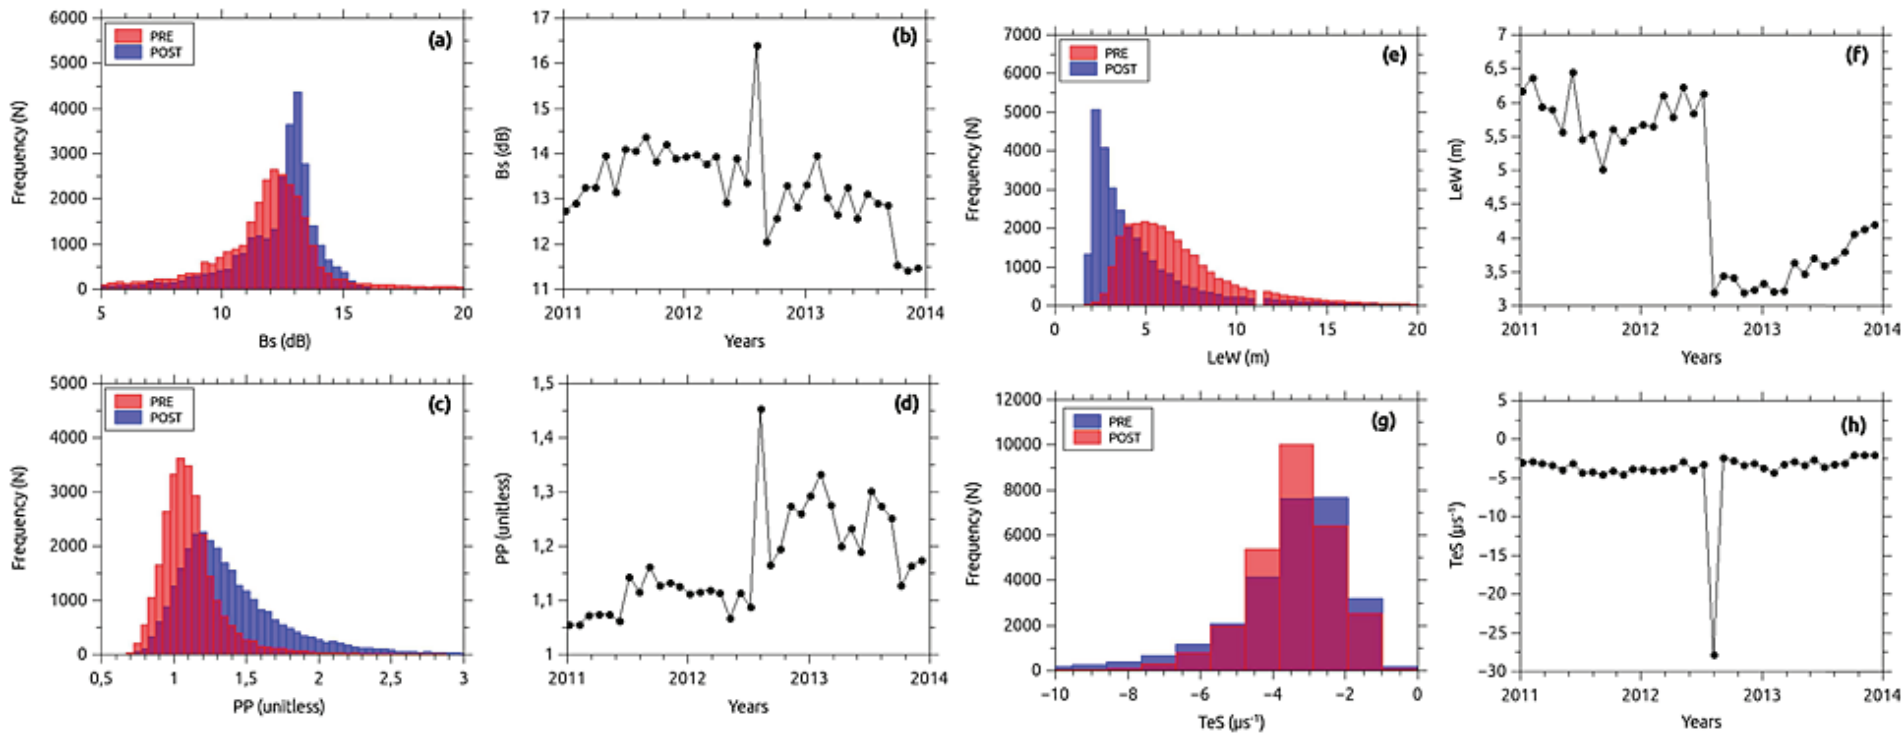 (a)
PRE
POST
Frequency (N)
6000
5000
4000
3000
2000
1000
0
5
10
15
20
Bs (dB)
(b)
Bs (dB)
17
16
15
14
13
12
11
2011
2012
2013
2014
Years
(c)
PRE
POST
Frequency (N)
5000
4000
3000
2000
1000
0
0,5
1
1,5
2
2,5
3
PP (unitless)
(d)
PP (unitless)
1,5
1,4
1,3
1,2
1,1
1
2011
2012
2013
2014
Years
(e)
PRE
POST
Frequency (N)
7000
6000
5000
4000
3000
2000
1000
0
0
5
10
15
20
LeW (m)
(f)
LeW (m)
7
6,5
6
5,5
5
4,5
4
3,5
3
2011
2012
2013
2014
Years
(g)
PRE
POST
Frequency (N)
12000
10000
8000
6000
4000
2000
0
−10
−8
−6
−4
−2
0
TeS (μs⁻¹)
(h)
TeS (μs⁻¹)
5
0
−5
−10
−15
−20
−25
−30
2011
2012
2013
2014
Years